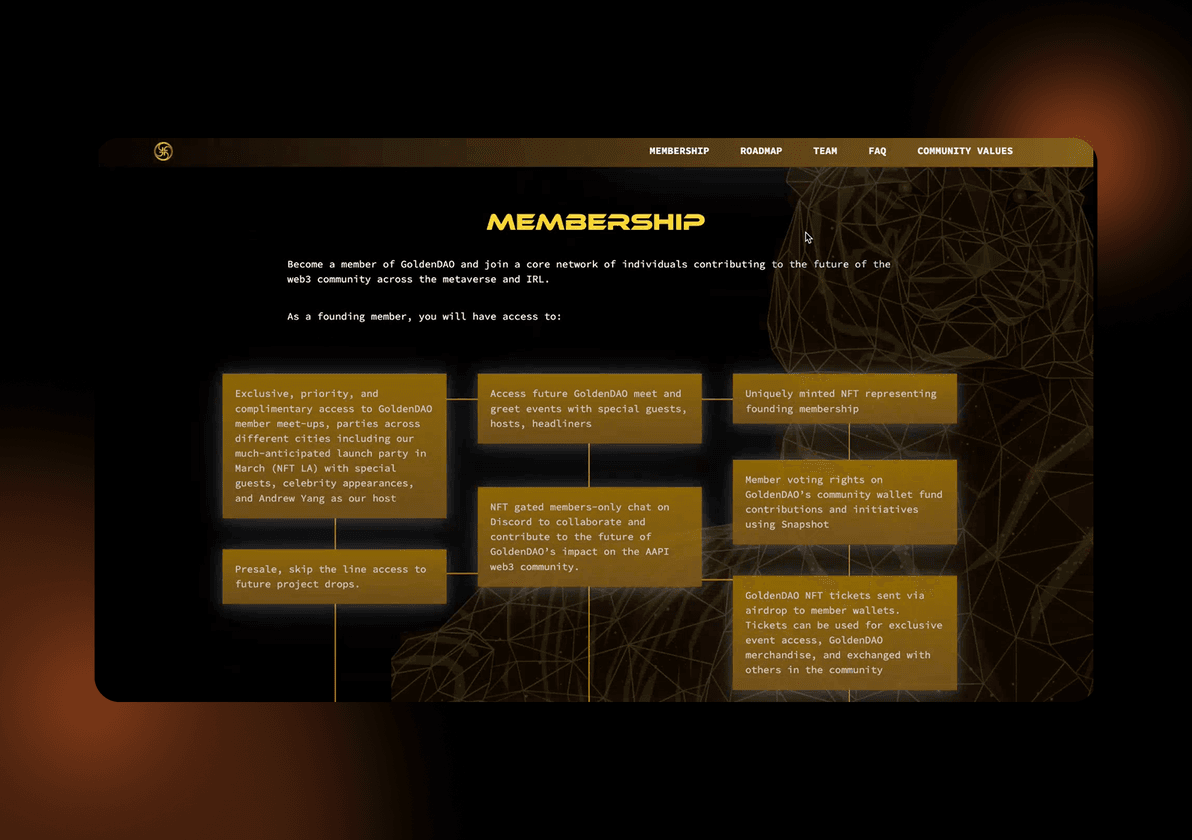 MEMBERSHIP ROADMAP TEAM FAQ COMMUNITY VALUES
MEMBERSHIP
Become a member of GoldenDAO and join a core network of individuals contributing to the future of the
web3 community across the metaverse and IRL.
As a founding member, you will have access to:
Exclusive, priority, and
complimentary access to GoldenDAO
member meet-ups, parties across
different cities including our
much-anticipated launch party in
March (NFT LA) with special
guests, celebrity appearances,
and Andrew Yang as our host
Presale, skip the line access to
future project drops.
Access future GoldenDAO meet and
greet events with special guests,
hosts, headliners
NFT gated members-only chat on
Discord to collaborate and
contribute to the future of
GoldenDAO's impact on the AAPI
web3 community.
Uniquely minted NFT representing
founding membership
Member voting rights on
GoldenDAO's community wallet fund
contributions and initiatives
using Snapshot
GoldenDAO NFT tickets sent via
airdrop to member wallets.
Tickets can be used for exclusive
event access, GoldenDAO
merchandise, and exchanged with
others in the community